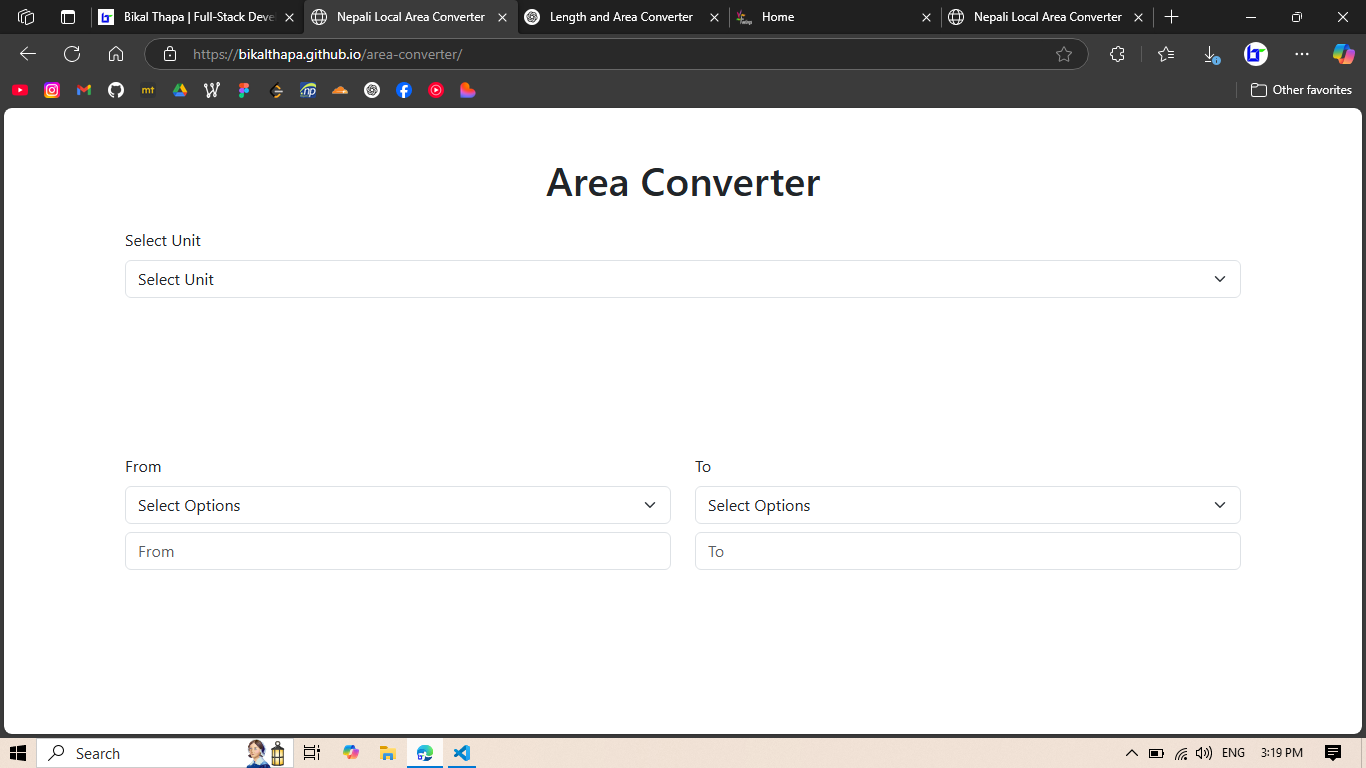 Bikal Thapa | Full-Stack Deve
Nepali Local Area Converter
Length and Area Converter
Home
Nepali Local Area Converter
https://bikalthapa.github.io/area-converter/
mt
.np
Other favorites
Area Converter
Select Unit
Select Unit
From
To
Select Options
Select Options
From
To
Search
ENG
3:19 PM